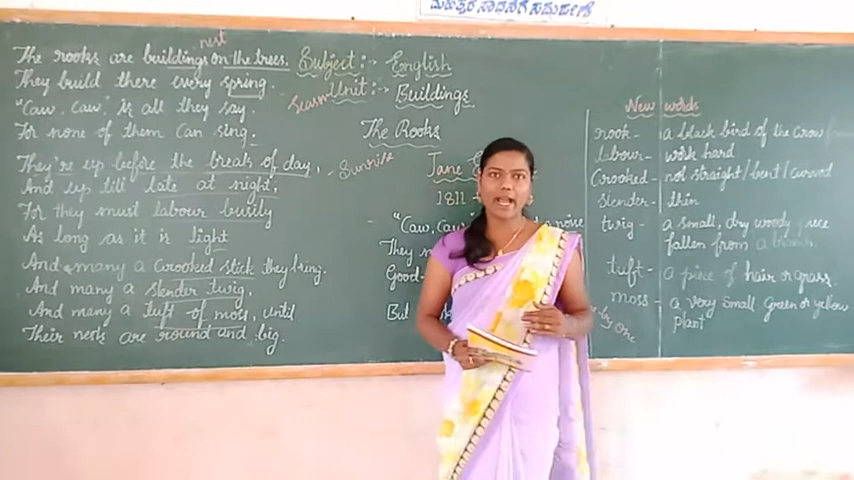 The rooks are buildings on the trees.
nest
They build there every spring.
"Caw, Caw," is all they say.
For none of them Can sing.
They're up before the breaks of day, - Sunrise
And up till late at night,
For they must labour busily
As long as it is light
And many a crooked stick they bring.
And many a slender twig,
And many a tuft of moss, until
Their nests are round and big.
Subject :- English
Unit :- Buildings
The Rooks
Jane
1811
"Caw, Caw,
noise
They
Good-
But
by One
New words
rook - a black bird of the crow
labour - work hard
Crooked - not straight/bent/curved
slender - thin
twig - a small, dry woody piece
fallen from a
tuft - a piece of hair or grass.
moss - a very small Green or yellow
plant